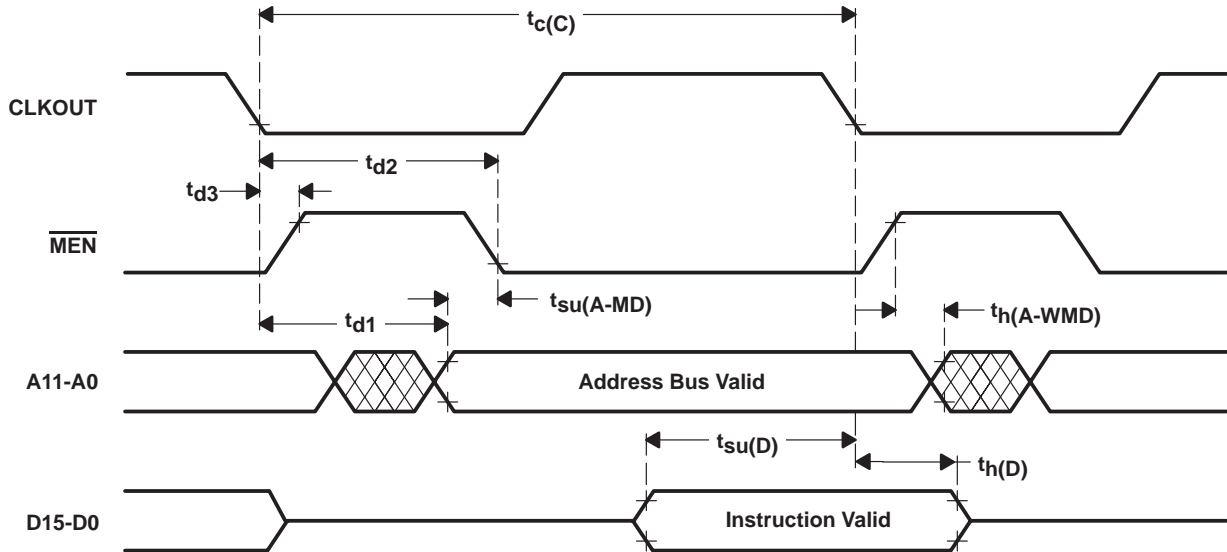 tc(C)
CLKOUT
td2
td3
MEN
tsu(A-MD)
td1
th(A-WMD)
A11-A0
Address Bus Valid
tsu(D)
th(D)
D15-D0
Instruction Valid